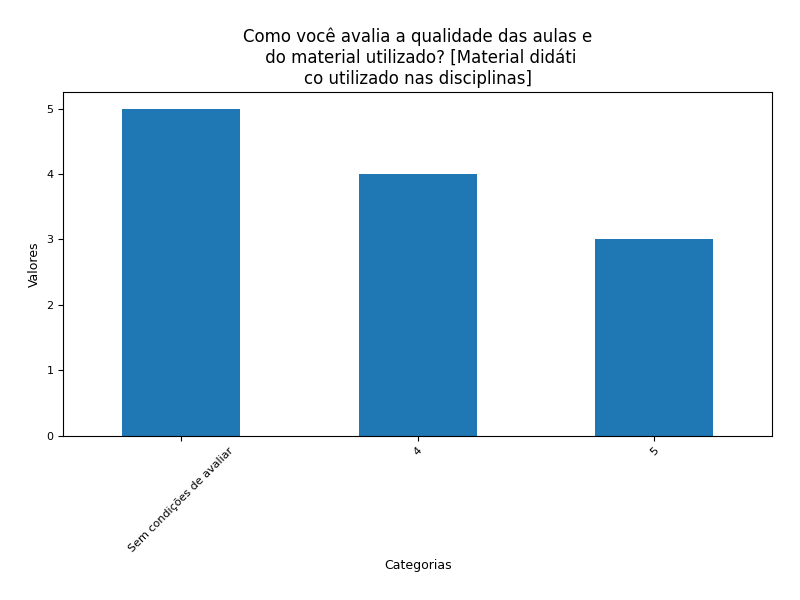 Como você avalia a qualidade das aulas e
do material utilizado? [Material didáti
co utilizado nas disciplinas]
5
4
3
2
1
0
Valores
Sem condições de avaliar
4
5
Categorias